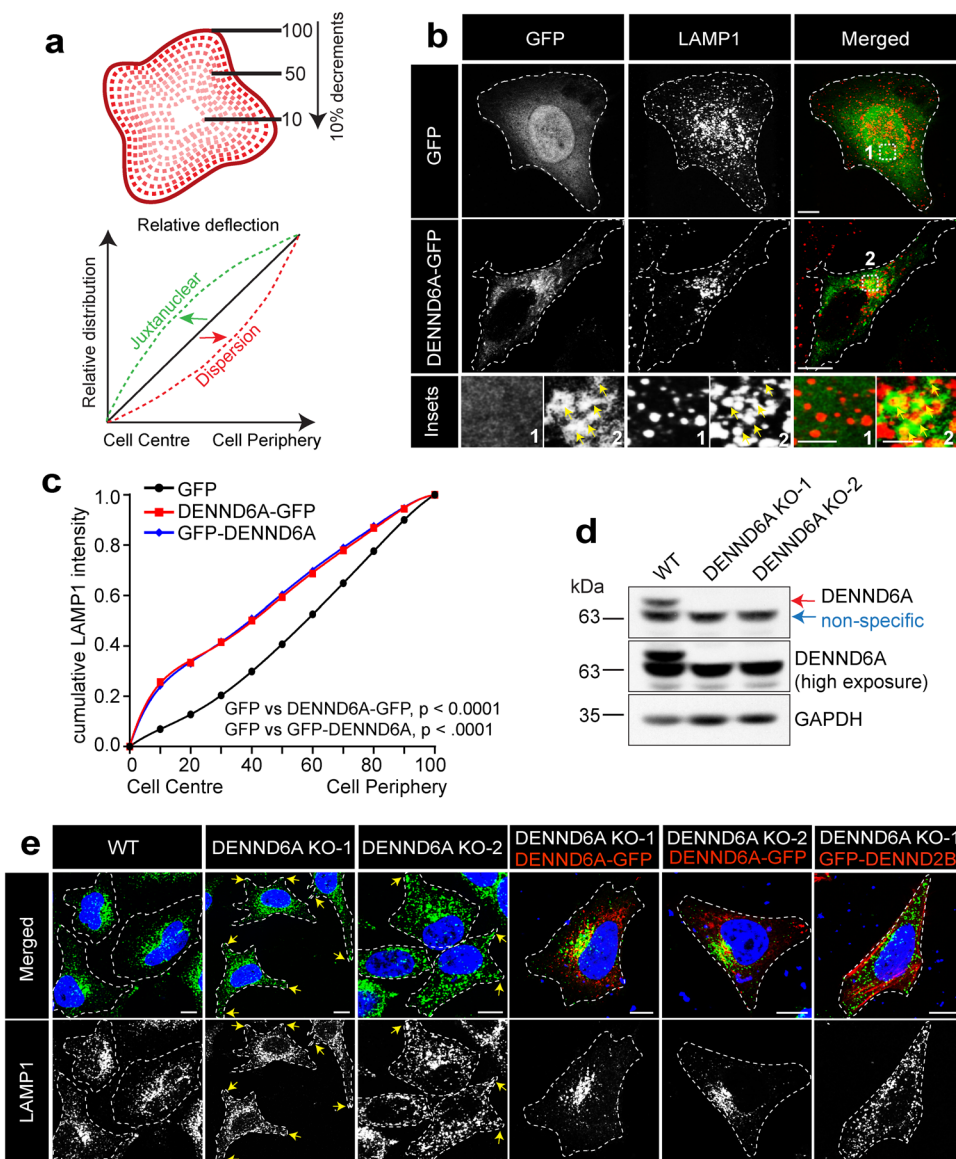 a
100
50
10
10% decrements
Relative deflection
Relative distribution
Juxtanuclear
Dispersion
Cell Centre Cell Periphery
b
GFP LAMP1 Merged
GFP
1
DENND6A-GFP
2
Insets
1 2 1 2 1 2
c
GFP
DENND6A-GFP
GFP-DENND6A
cumulative LAMP1 intensity
1.0
0.8
0.6
0.4
0.2
0.0
GFP vs DENND6A-GFP, p < 0.0001
GFP vs GFP-DENND6A, p < .0001
0 20 40 60 80 100
Cell Centre Cell Periphery
d
WT
DENND6A KO-1
DENND6A KO-2
kDa
DENND6A
63
non-specific
63
DENND6A
(high exposure)
35
GAPDH
e
WT
DENND6A KO-1
DENND6A KO-2
DENND6A KO-1
DENND6A-GFP
DENND6A KO-2
DENND6A-GFP
DENND6A KO-1
GFP-DENND2B
Merged
LAMP1